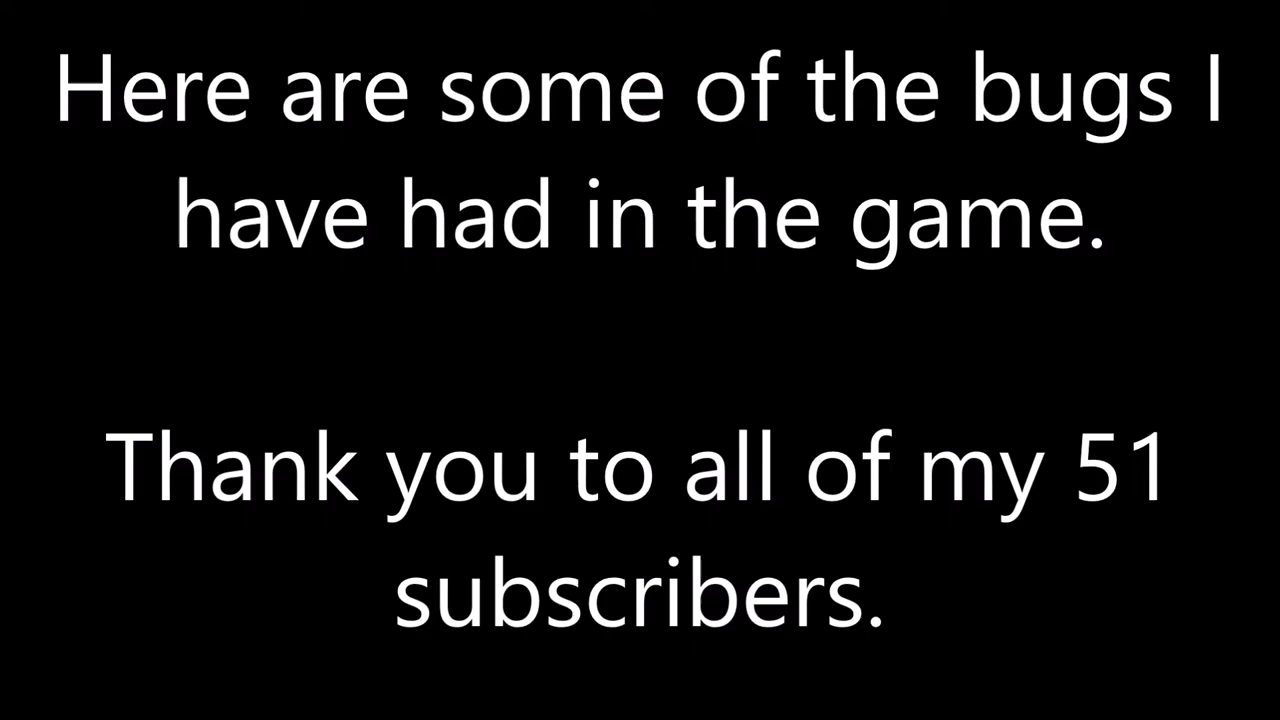 Here are some of the bugs I
have had in the game.
Thank you to all of my 51
subscribers.